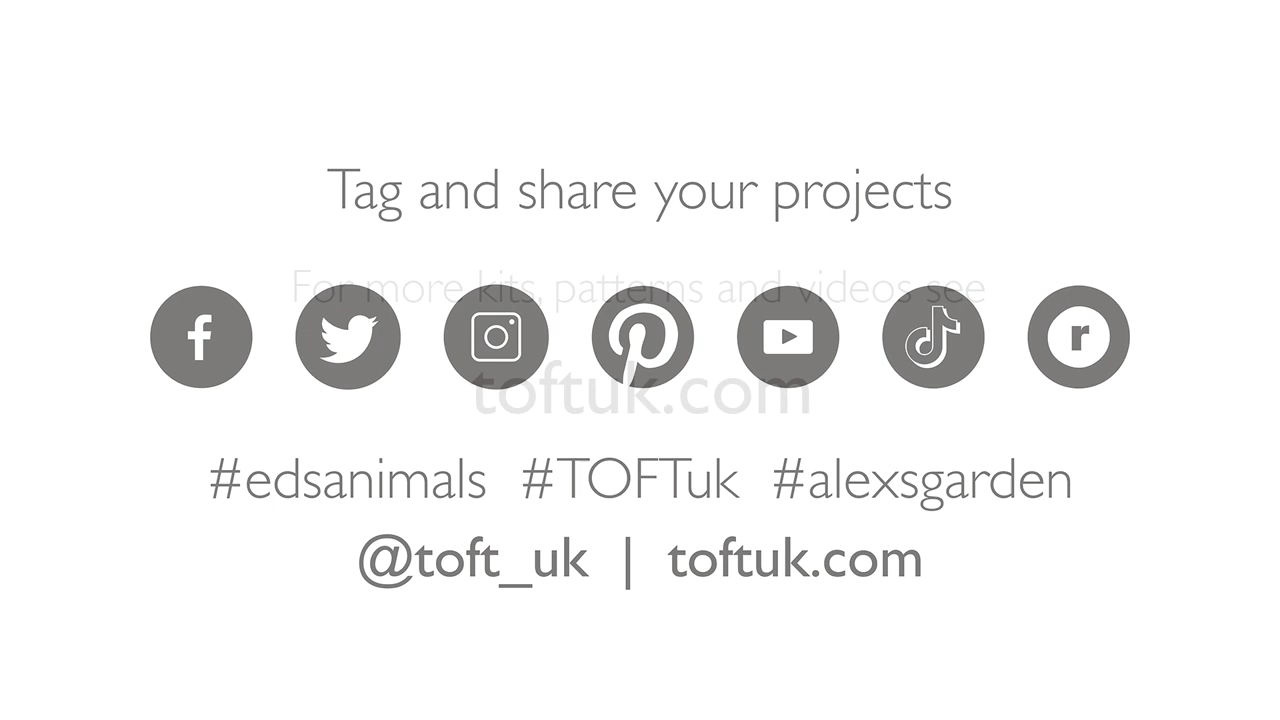 Tag and share your projects
For more kits, patterns and videos see
toftuk.com
#edsanimals #TOFTuk #alexsgarden
@toft_uk | toftuk.com